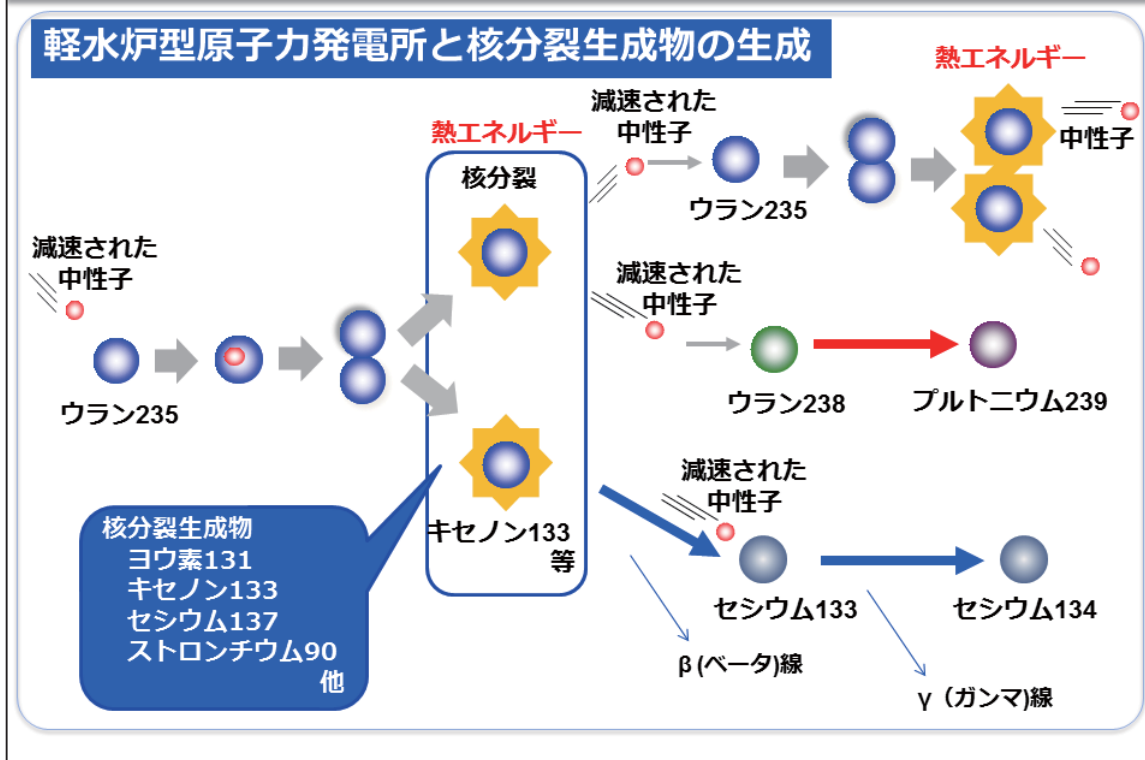 軽水炉型原子力発電所と核分裂生成物の生成
熱エネルギー
減速された
中性子
中性子
熱エネルギー
核分裂
ウラン235
減速された
中性子
減速された
中性子
ウラン235
ウラン238
プルトニウム239
減速された
中性子
キセノン133
等
核分裂生成物
ヨウ素131
キセノン133
セシウム137
ストロンチウム90
他
セシウム133
セシウム134
β(ベータ)線
γ（ガンマ)線